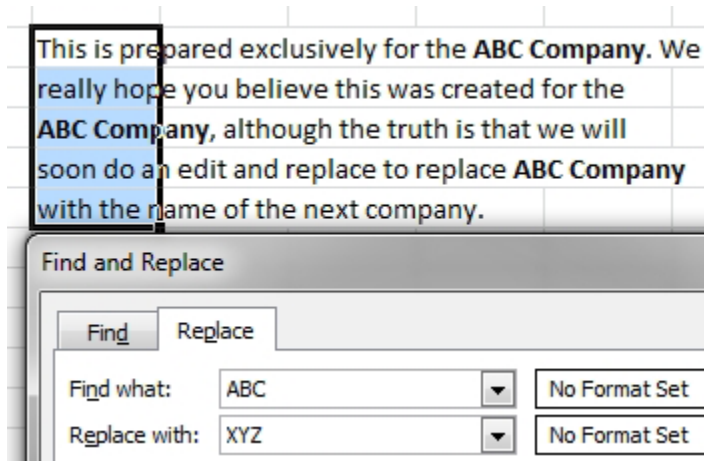 This is prepared exclusively for the ABC Company. We
really hope you believe this was created for the
ABC Company, although the truth is that we will
soon do an edit and replace to replace ABC Company
with the name of the next company.
Find and Replace
Find Replace
Find what: ABC No Format Set
Replace with: XYZ No Format Set